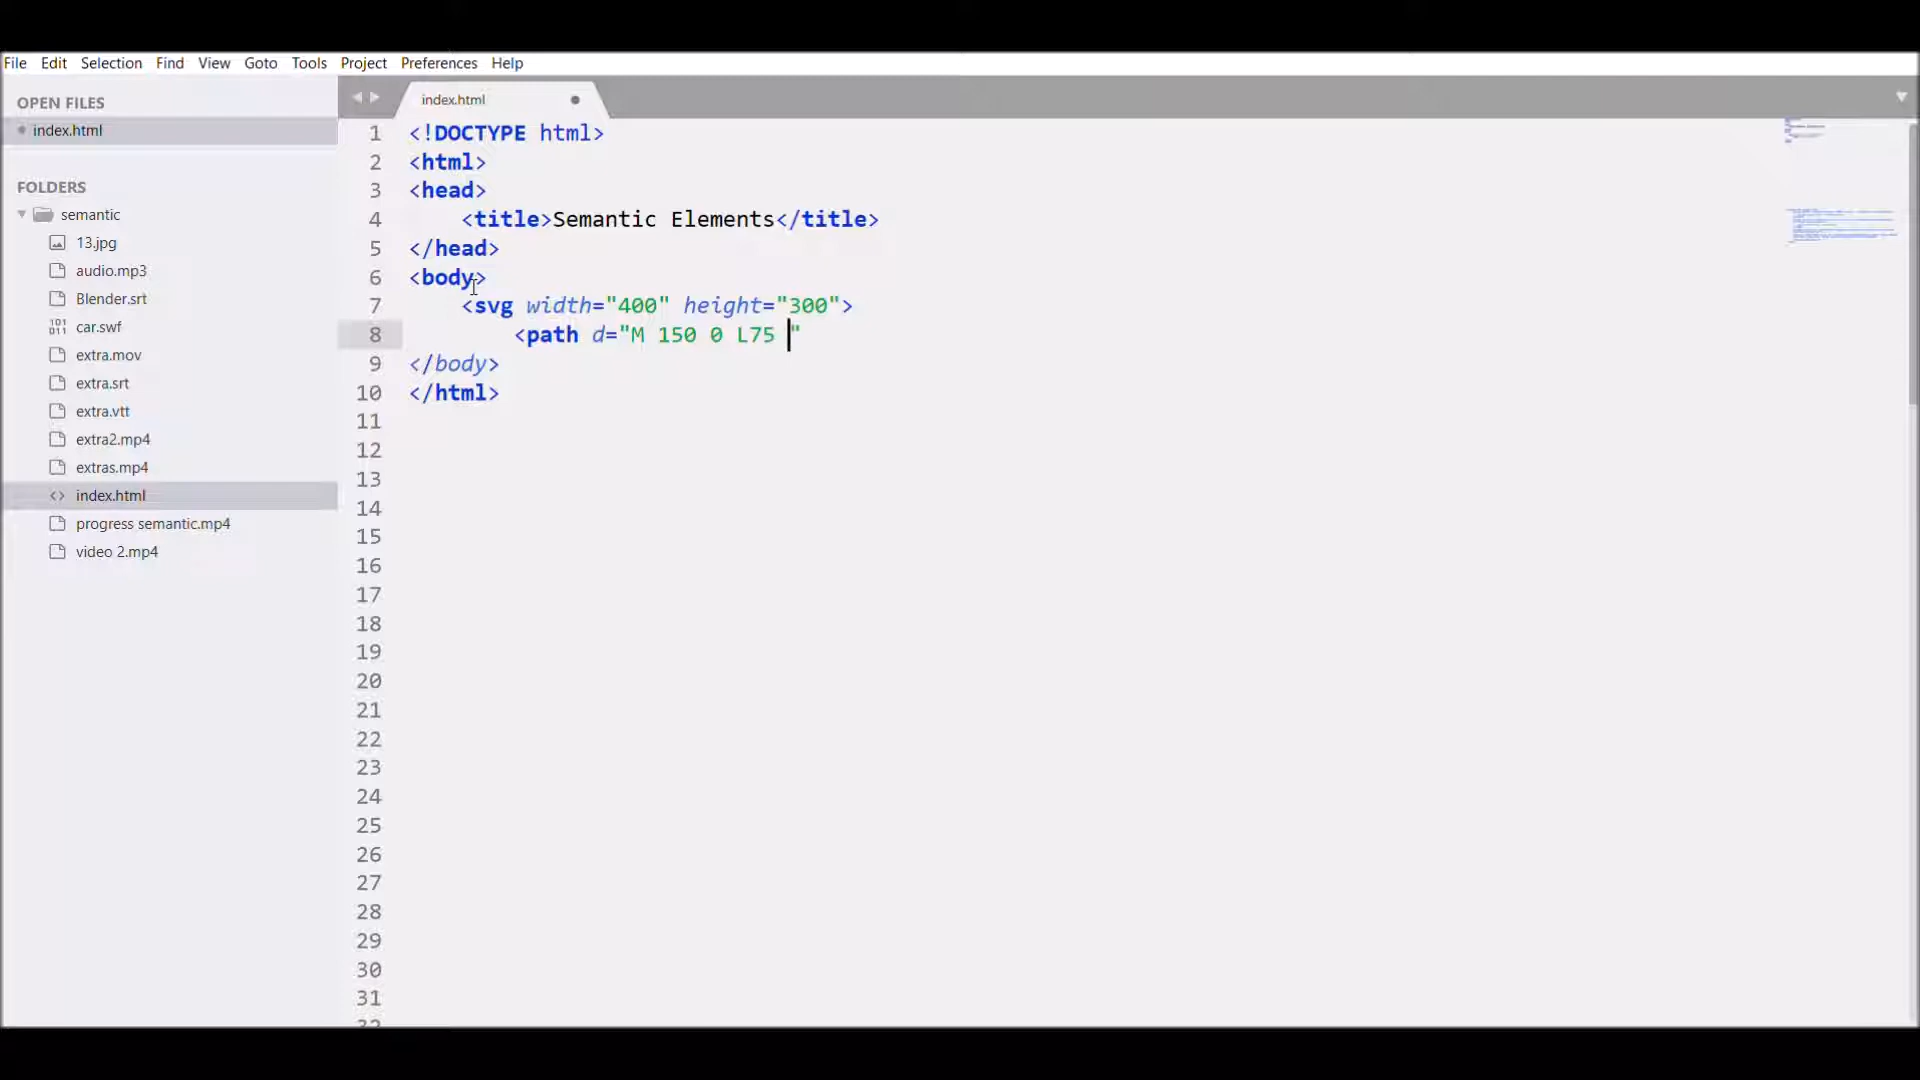 File Edit Selection Find View Goto Tools Project Preferences Help
OPEN FILES
index.html
FOLDERS
semantic
13.jpg
audio.mp3
Blender.srt
car.swf
extra.mov
extra.srt
extra.vtt
extra2.mp4
extras.mp4
index.html
progress semantic.mp4
video 2.mp4
index.html
1 <!DOCTYPE html>
2 <html>
3 <head>
4 <title>Semantic Elements</title>
5 </head>
6 <body>
7 <svg width="400" height="300">
8 <path d="M 150 0 L75 "
9 </body>
10 </html>
11
12
13
14
15
16
17
18
19
20
21
22
23
24
25
26
27
28
29
30
31